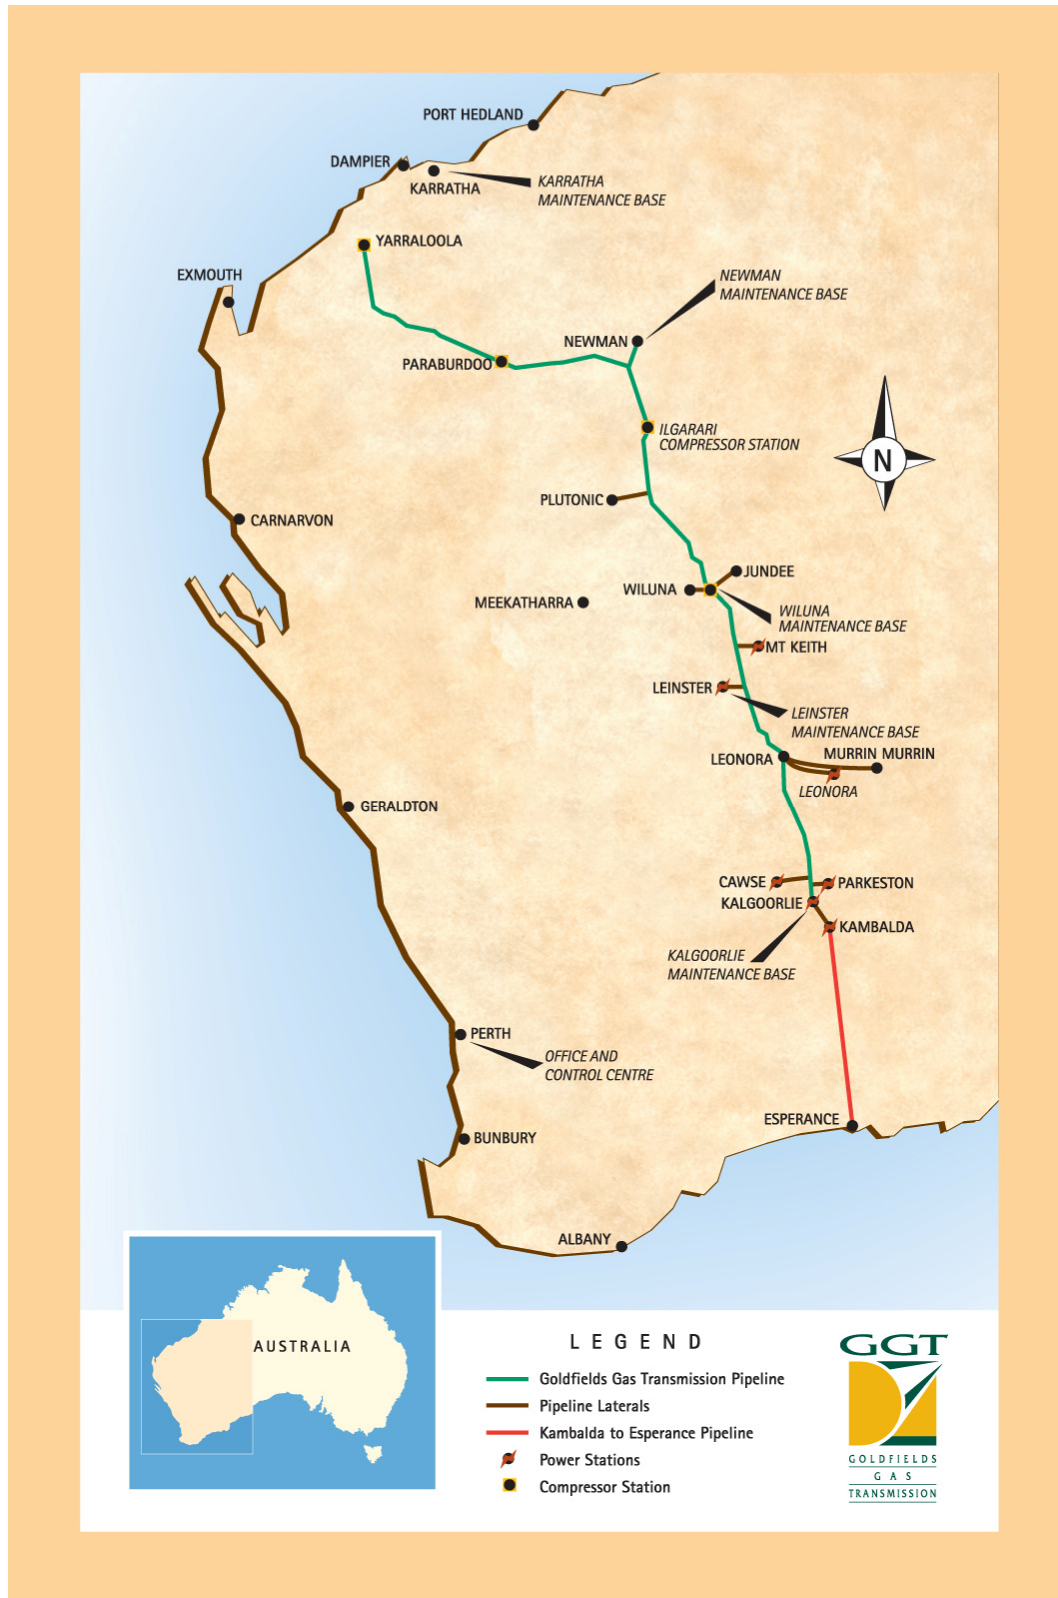 PORT HEDLAND
DAMPIER
KARRATHA
KARRATHA
MAINTENANCE BASE
YARRALOOLA
EXMOUTH
NEWMAN
MAINTENANCE BASE
NEWMAN
PARABURDOO
ILGARARI
COMPRESSOR STATION
N
PLUTONIC
CARNARVON
JUNDEE
WILUNA
MEEKATHARRA
WILUNA
MAINTENANCE BASE
MT KEITH
LEINSTER
LEINSTER
MAINTENANCE BASE
LEONORA
MURRIN MURRIN
LEONORA
GERALDTON
CAWSE
PARKESTON
KALGOORLIE
KAMBALDA
KALGOORLIE
MAINTENANCE BASE
PERTH
OFFICE AND
CONTROL CENTRE
ESPERANCE
BUNBURY
ALBANY
AUSTRALIA
LEGEND
Goldfields Gas Transmission Pipeline
Pipeline Laterals
Kambalda to Esperance Pipeline
Power Stations
Compressor Station
GGT
GOLDFIELDS
GAS
TRANSMISSION